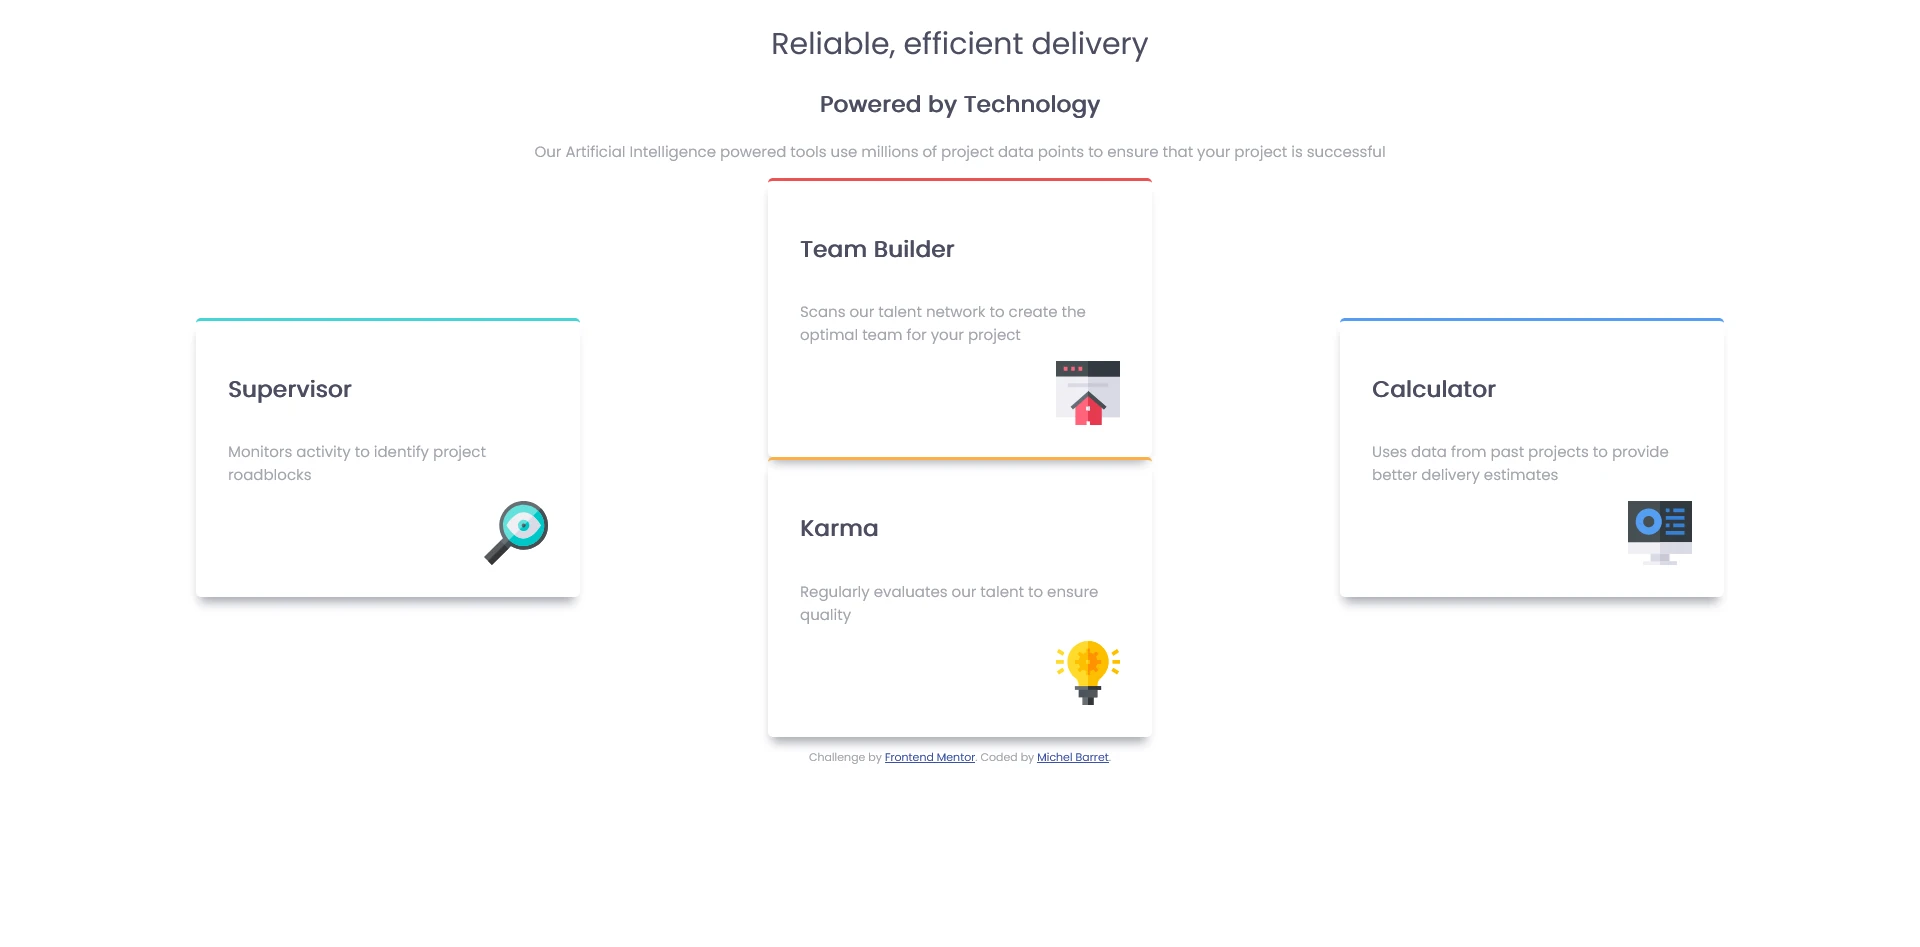 Reliable, efficient delivery
Powered by Technology
Our Artificial Intelligence powered tools use millions of project data points to ensure that your project is successful
Supervisor
Monitors activity to identify project
roadblocks
Team Builder
Scans our talent network to create the
optimal team for your project
Karma
Regularly evaluates our talent to ensure
quality
Calculator
Uses data from past projects to provide
better delivery estimates
Challenge by Frontend Mentor. Coded by Michel Barret.